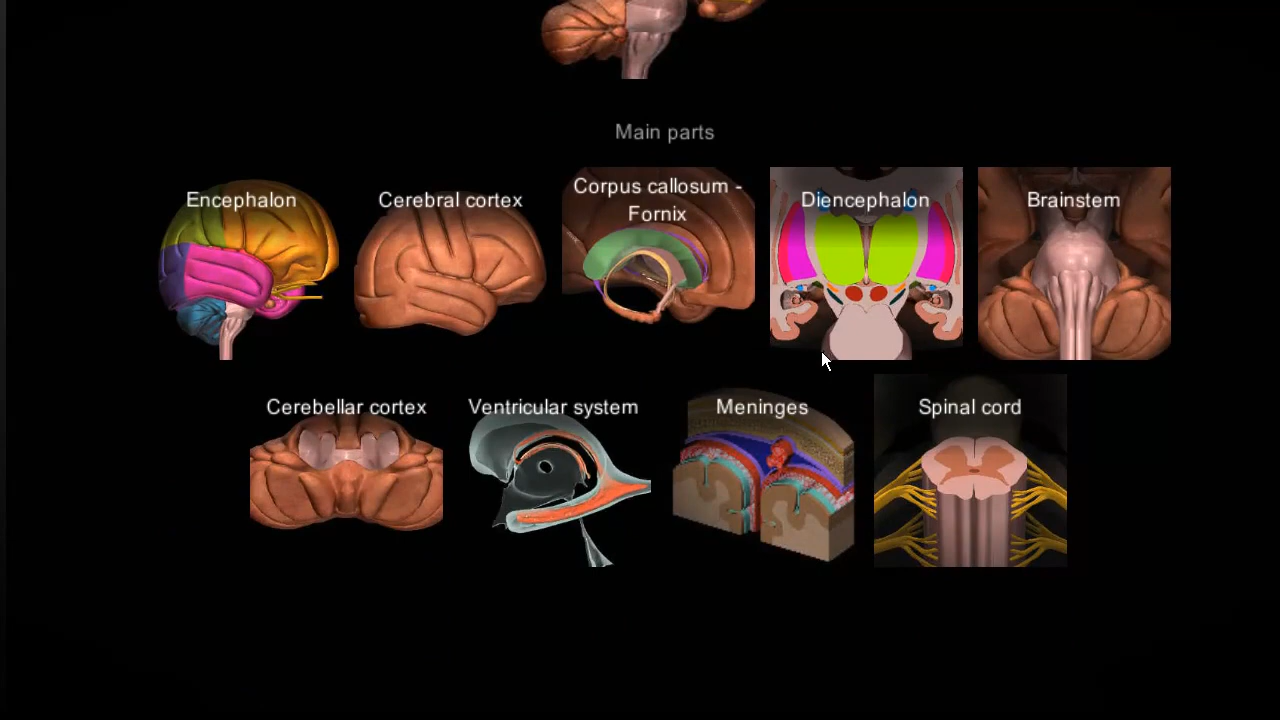 Main parts
Encephalon
Cerebral cortex
Corpus callosum -
Fornix
Diencephalon
Brainstem
Cerebellar cortex
Ventricular system
Meninges
Spinal cord